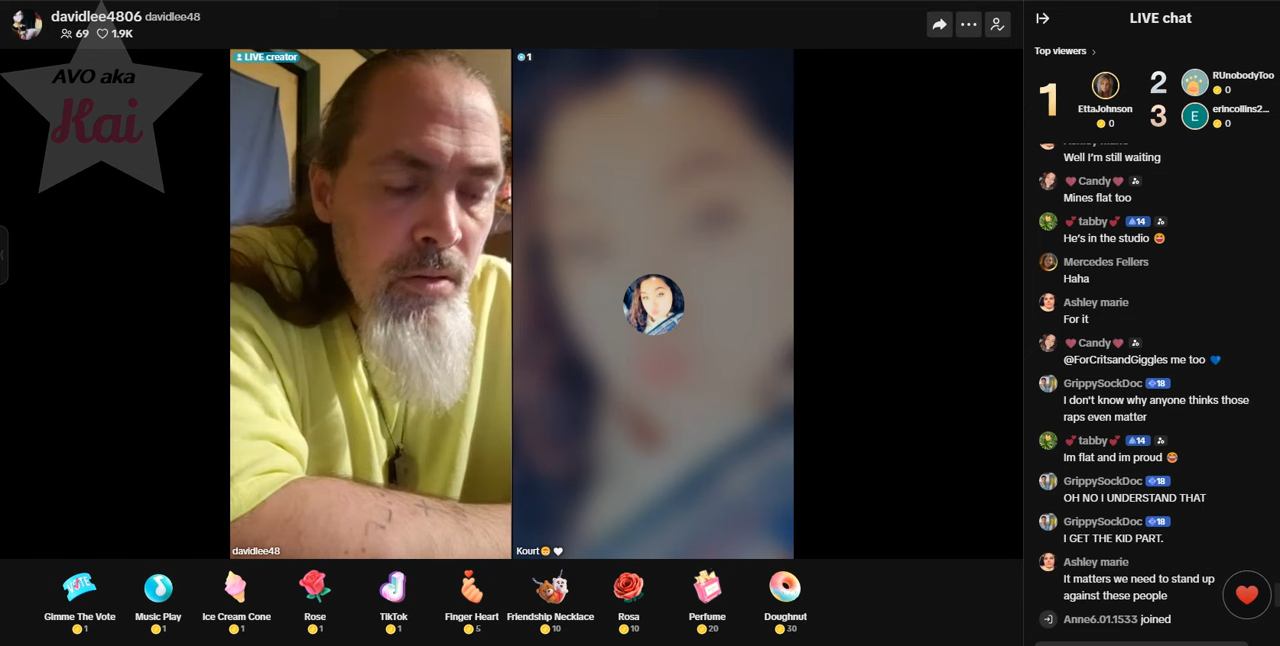 davidlee4806 davidlee48
69 1.9K
AVO aka
Kai
LIVE creator
1
davidlee48
Kourt
Gimme The Vote
1
Music Play
1
Ice Cream Cone
1
Rose
1
TikTok
1
Finger Heart
5
Friendship Necklace
10
Rosa
10
Perfume
20
Doughnut
30
LIVE chat
Top viewers
1
EttaJohnson
0
2
RUnobodyToo
0
3
E
erincollins2...
0
Well I'm still waiting
Candy
Mines flat too
tabby 14
He's in the studio
Mercedes Fellers
Haha
Ashley marie
For it
Candy
@ForCritsandGiggles me too
GrippySockDoc 18
I don't know why anyone thinks those
raps even matter
tabby 14
Im flat and im proud
GrippySockDoc 18
OH NO I UNDERSTAND THAT
GrippySockDoc 18
I GET THE KID PART.
Ashley marie
It matters we need to stand up
against these people
Anne6.01.1533 joined